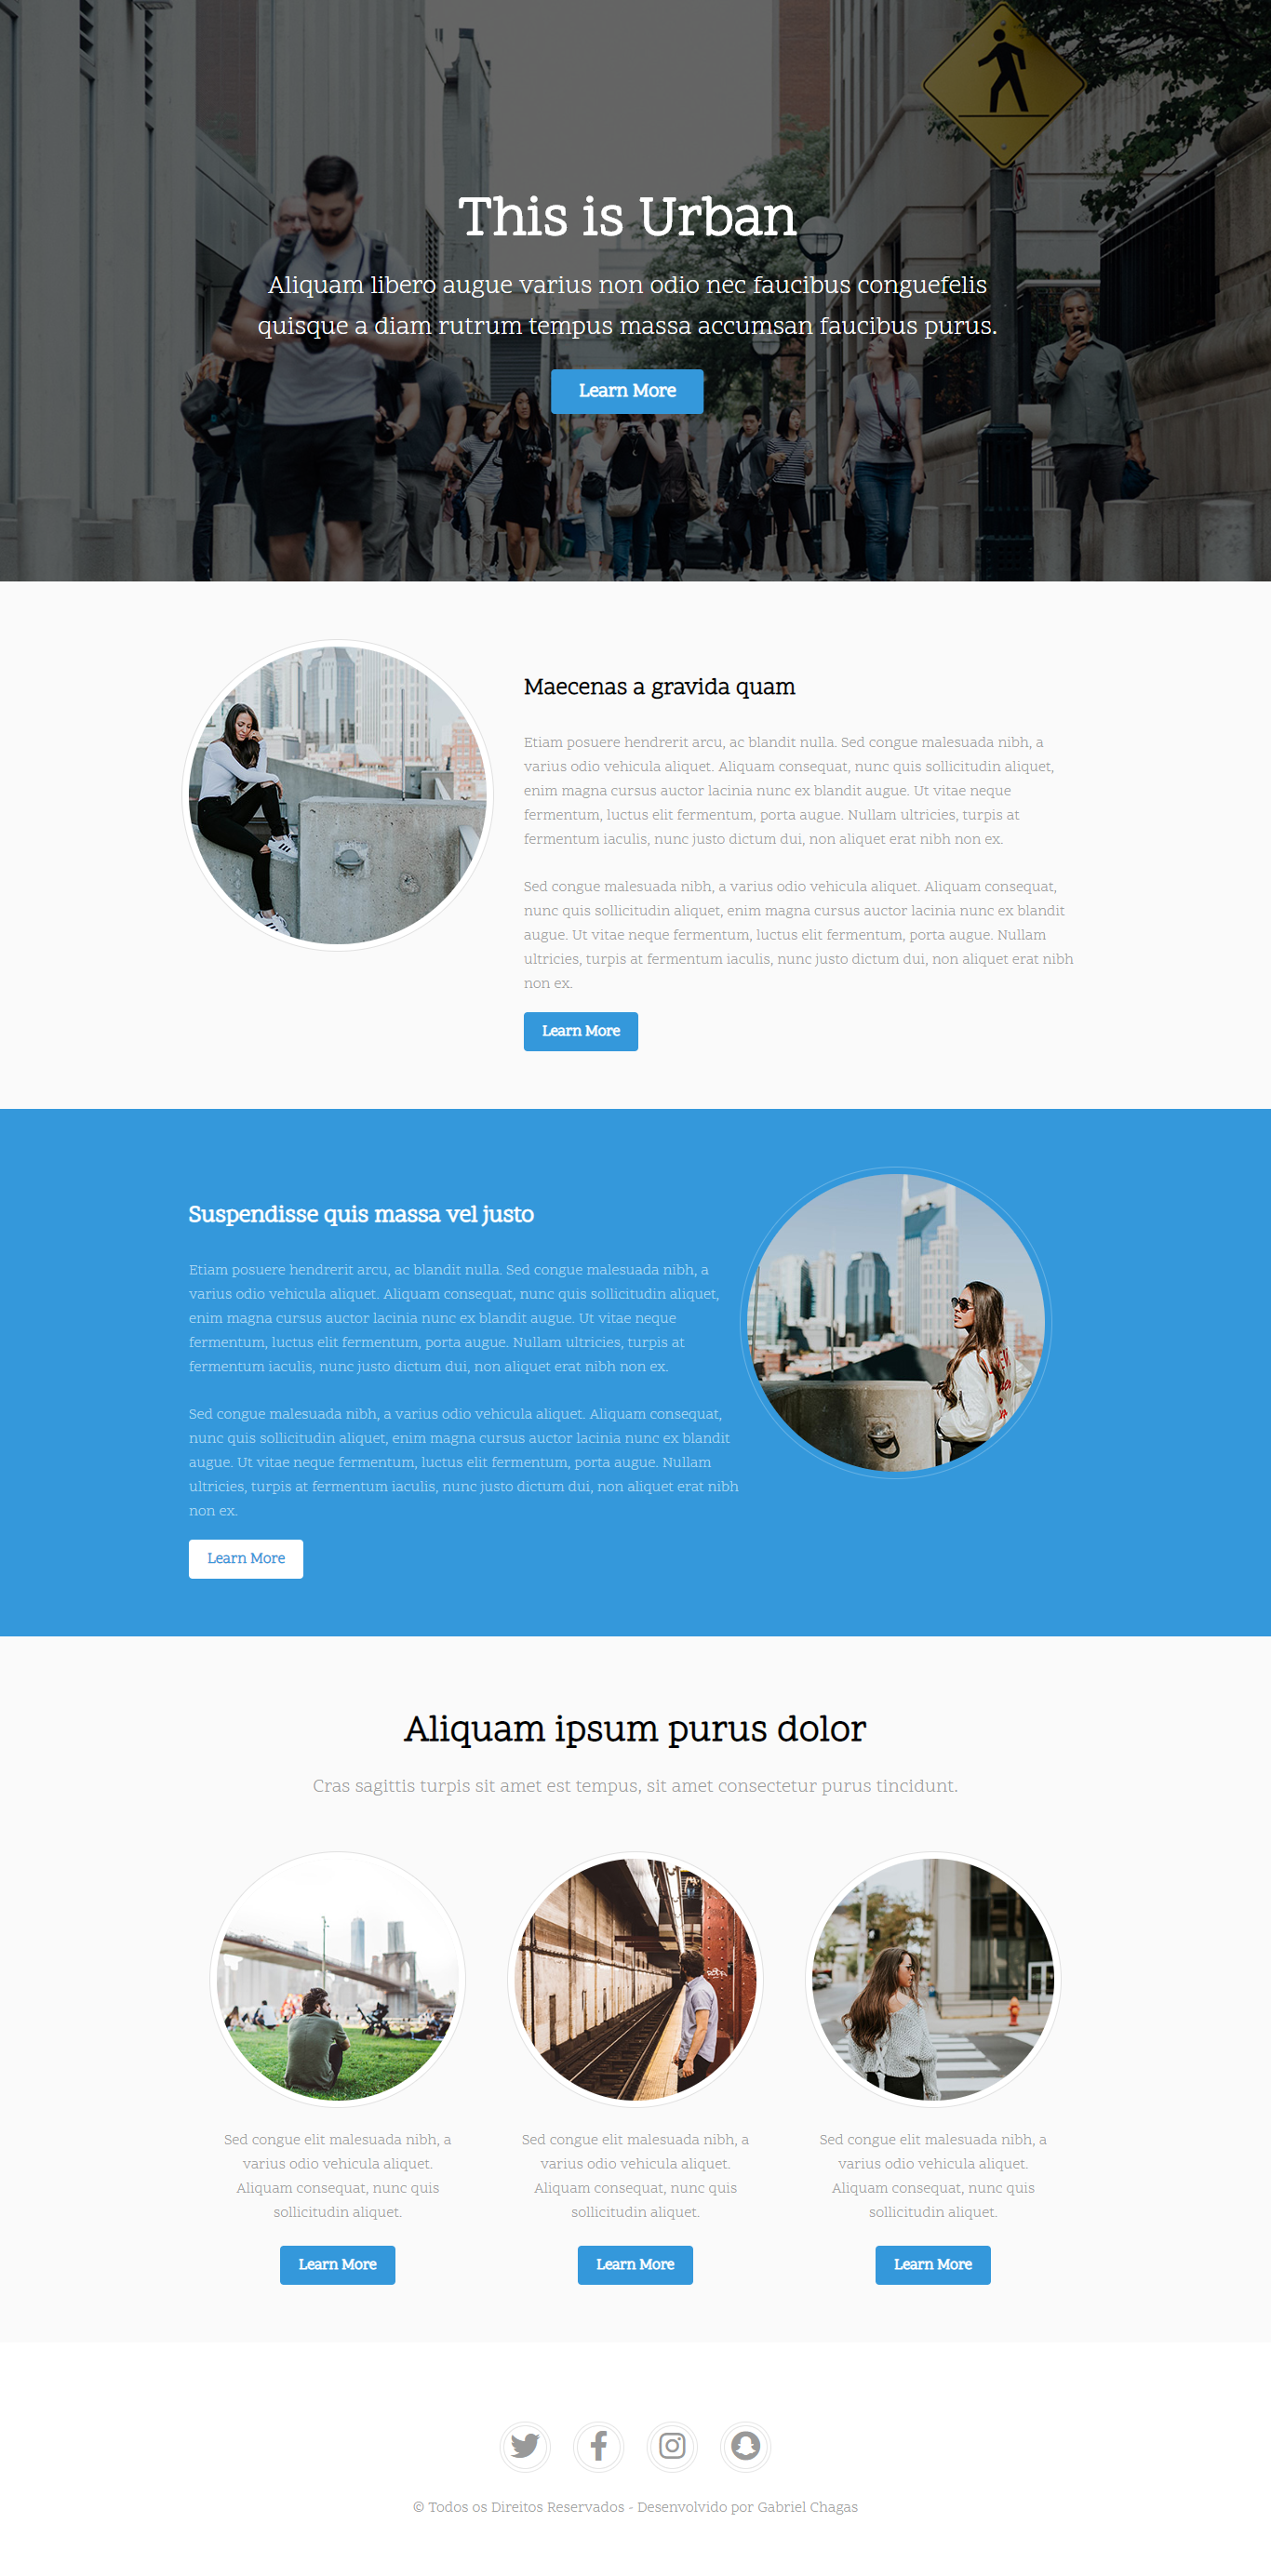 This is Urban
Aliquam libero augue varius non odio nec faucibus conguefelis
quisque a diam rutrum tempus massa accumsan faucibus purus.
Learn More
Maecenas a gravida quam
Etiam posuere hendrerit arcu, ac blandit nulla. Sed congue malesuada nibh, a
varius odio vehicula aliquet. Aliquam consequat, nunc quis sollicitudin aliquet,
enim magna cursus auctor lacinia nunc ex blandit augue. Ut vitae neque
fermentum, luctus elit fermentum, porta augue. Nullam ultricies, turpis at
fermentum iaculis, nunc justo dictum dui, non aliquet erat nibh non ex.
Sed congue malesuada nibh, a varius odio vehicula aliquet. Aliquam consequat,
nunc quis sollicitudin aliquet, enim magna cursus auctor lacinia nunc ex blandit
augue. Ut vitae neque fermentum, luctus elit fermentum, porta augue. Nullam
ultricies, turpis at fermentum iaculis, nunc justo dictum dui, non aliquet erat nibh
non ex.
Learn More
Suspendisse quis massa vel justo
Etiam posuere hendrerit arcu, ac blandit nulla. Sed congue malesuada nibh, a
varius odio vehicula aliquet. Aliquam consequat, nunc quis sollicitudin aliquet,
enim magna cursus auctor lacinia nunc ex blandit augue. Ut vitae neque
fermentum, luctus elit fermentum, porta augue. Nullam ultricies, turpis at
fermentum iaculis, nunc justo dictum dui, non aliquet erat nibh non ex.
Sed congue malesuada nibh, a varius odio vehicula aliquet. Aliquam consequat,
nunc quis sollicitudin aliquet, enim magna cursus auctor lacinia nunc ex blandit
augue. Ut vitae neque fermentum, luctus elit fermentum, porta augue. Nullam
ultricies, turpis at fermentum iaculis, nunc justo dictum dui, non aliquet erat nibh
non ex.
Learn More
Aliquam ipsum purus dolor
Cras sagittis turpis sit amet est tempus, sit amet consectetur purus tincidunt.
Sed congue elit malesuada nibh, a
varius odio vehicula aliquet.
Aliquam consequat, nunc quis
sollicitudin aliquet.
Learn More
Sed congue elit malesuada nibh, a
varius odio vehicula aliquet.
Aliquam consequat, nunc quis
sollicitudin aliquet.
Learn More
Sed congue elit malesuada nibh, a
varius odio vehicula aliquet.
Aliquam consequat, nunc quis
sollicitudin aliquet.
Learn More
© Todos os Direitos Reservados - Desenvolvido por Gabriel Chagas